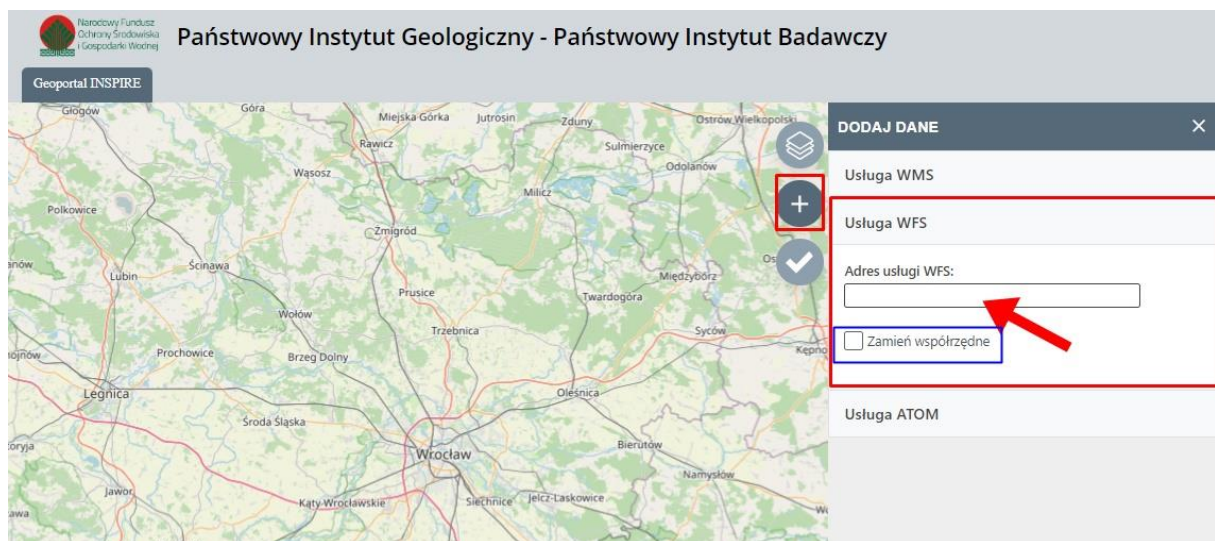 Narodowy Fundusz
Ochrony Środowiska
i Gospodarki Wodnej
Państwowy Instytut Geologiczny - Państwowy Instytut Badawczy
Geoportal INSPIRE
DODAJ DANE ×
Usługa WMS
Usługa WFS
Adres usługi WFS:
Zamień współrzędne
Usługa ATOM
Głogów
Góra
Miejska Górka
Jutrosin
Zduny
Ostrów Wielkopolski
Rawicz
Sulmierzyce
Odolanów
Wąsosz
Milicz
Polkowice
Żmigród
Lubin
Ścinawa
Międzybórz
Prusice
Twardogóra
Wołów
Trzebnica
Syców
Kępno
Prochowice
Brzeg Dolny
Legnica
Oleśnica
Środa Śląska
Bierutów
Wrocław
Namysłów
Jawor
Kąty Wrocławskie
Siechnice
Jelcz-Laskowice